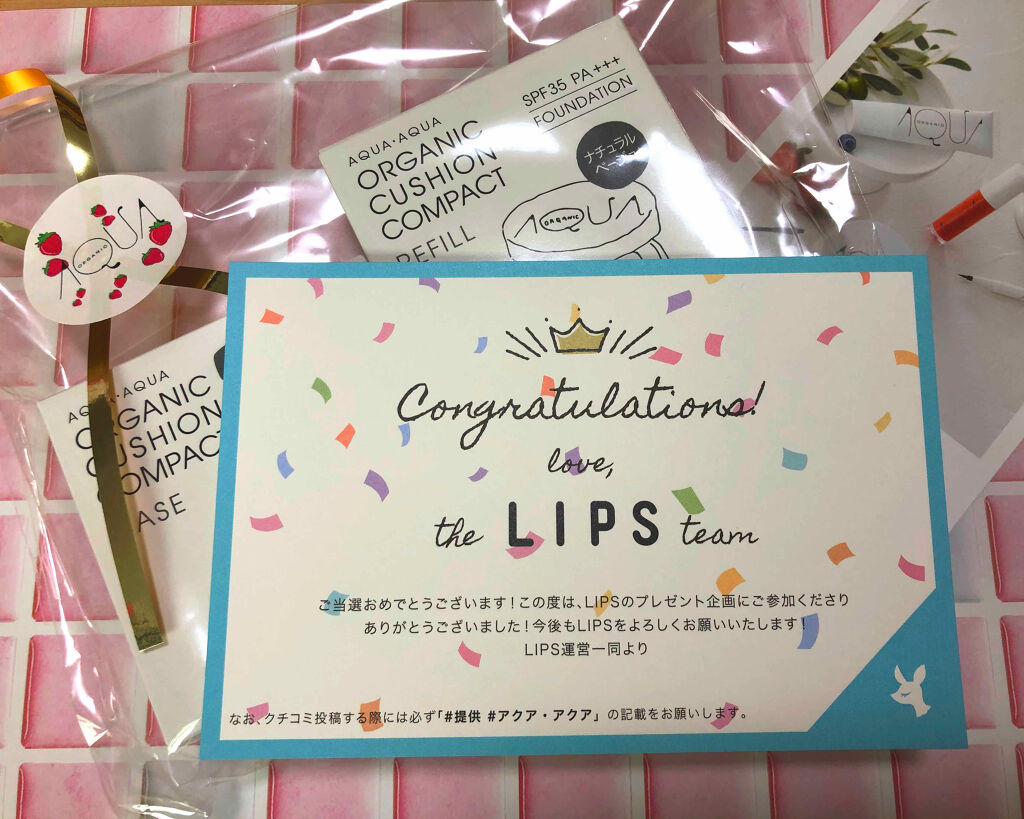 AQUA・AQUA
ORGANIC
CUSHION
COMPACT
REFILL
SPF35 PA+++
FOUNDATION
ナチュラル
AQUA
ORGANIC
AQUA
ORGANIC
AQUA
ORGANIC
AQUA・AQUA
ORGANIC
CUSHION
COMPACT
Congratulations!
love,
the LIPS team
ご当選おめでとうございます！この度は、LIPSのプレゼント企画にご参加くださり
ありがとうございました！今後もLIPSをよろしくお願いいたします！
LIPS運営一同より
なお、クチコミ投稿する際には必ず「#提供 #アクア・アクア」の記載をお願いします。